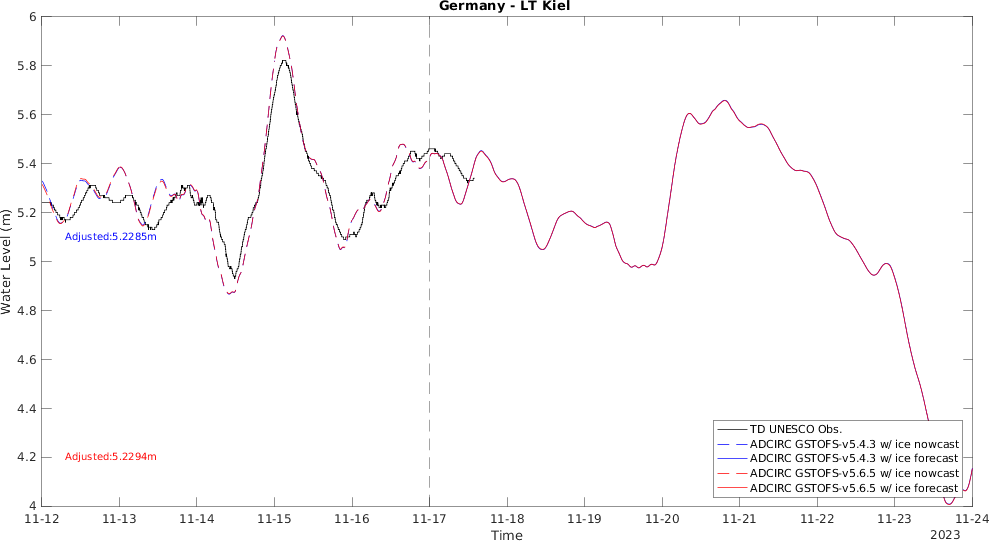 Germany - LT Kiel
6
5.8
5.6
5.4
5.2
5
4.8
4.6
4.4
4.2
4
Water Level (m)
Adjusted:5.2285m
Adjusted:5.2294m
TD UNESCO Obs.
ADCIRC GSTOFS-v5.4.3 w/ ice nowcast
ADCIRC GSTOFS-v5.4.3 w/ ice forecast
ADCIRC GSTOFS-v5.6.5 w/ ice nowcast
ADCIRC GSTOFS-v5.6.5 w/ ice forecast
11-12 11-13 11-14 11-15 11-16 11-17 11-18 11-19 11-20 11-21 11-22 11-23 11-24
Time
2023